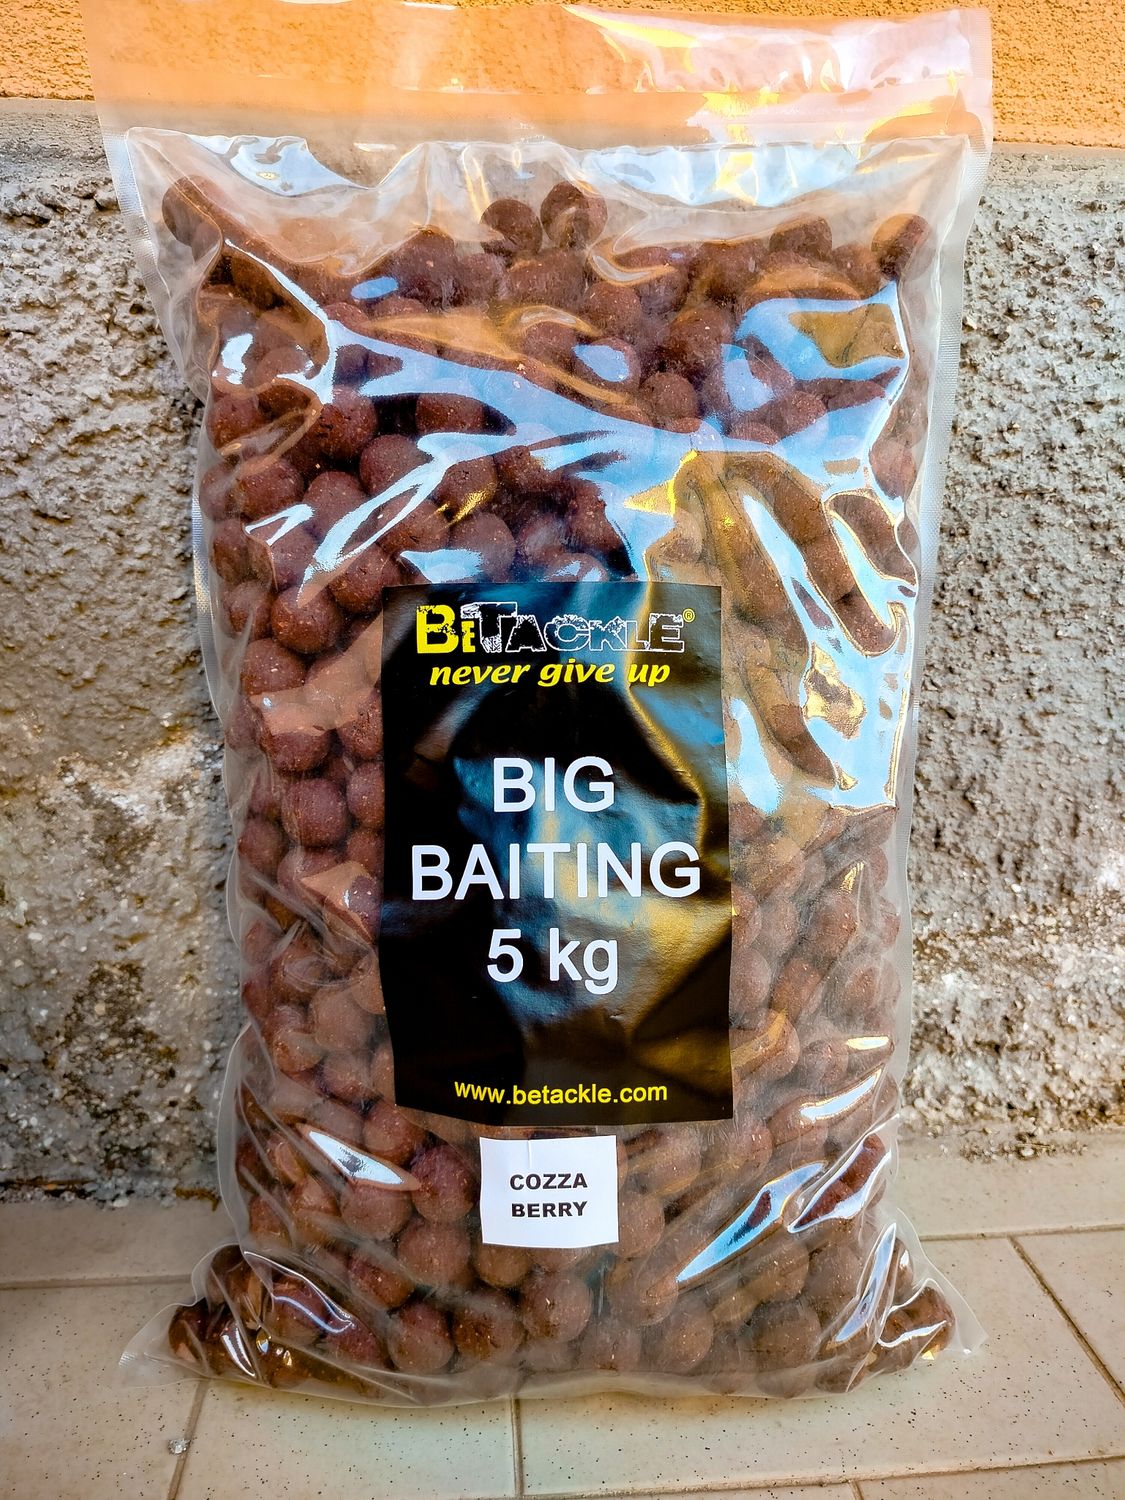 BeTACKLE®
never give up
BIG
BAITING
5 kg
www.betackle.com
COZZA
BERRY